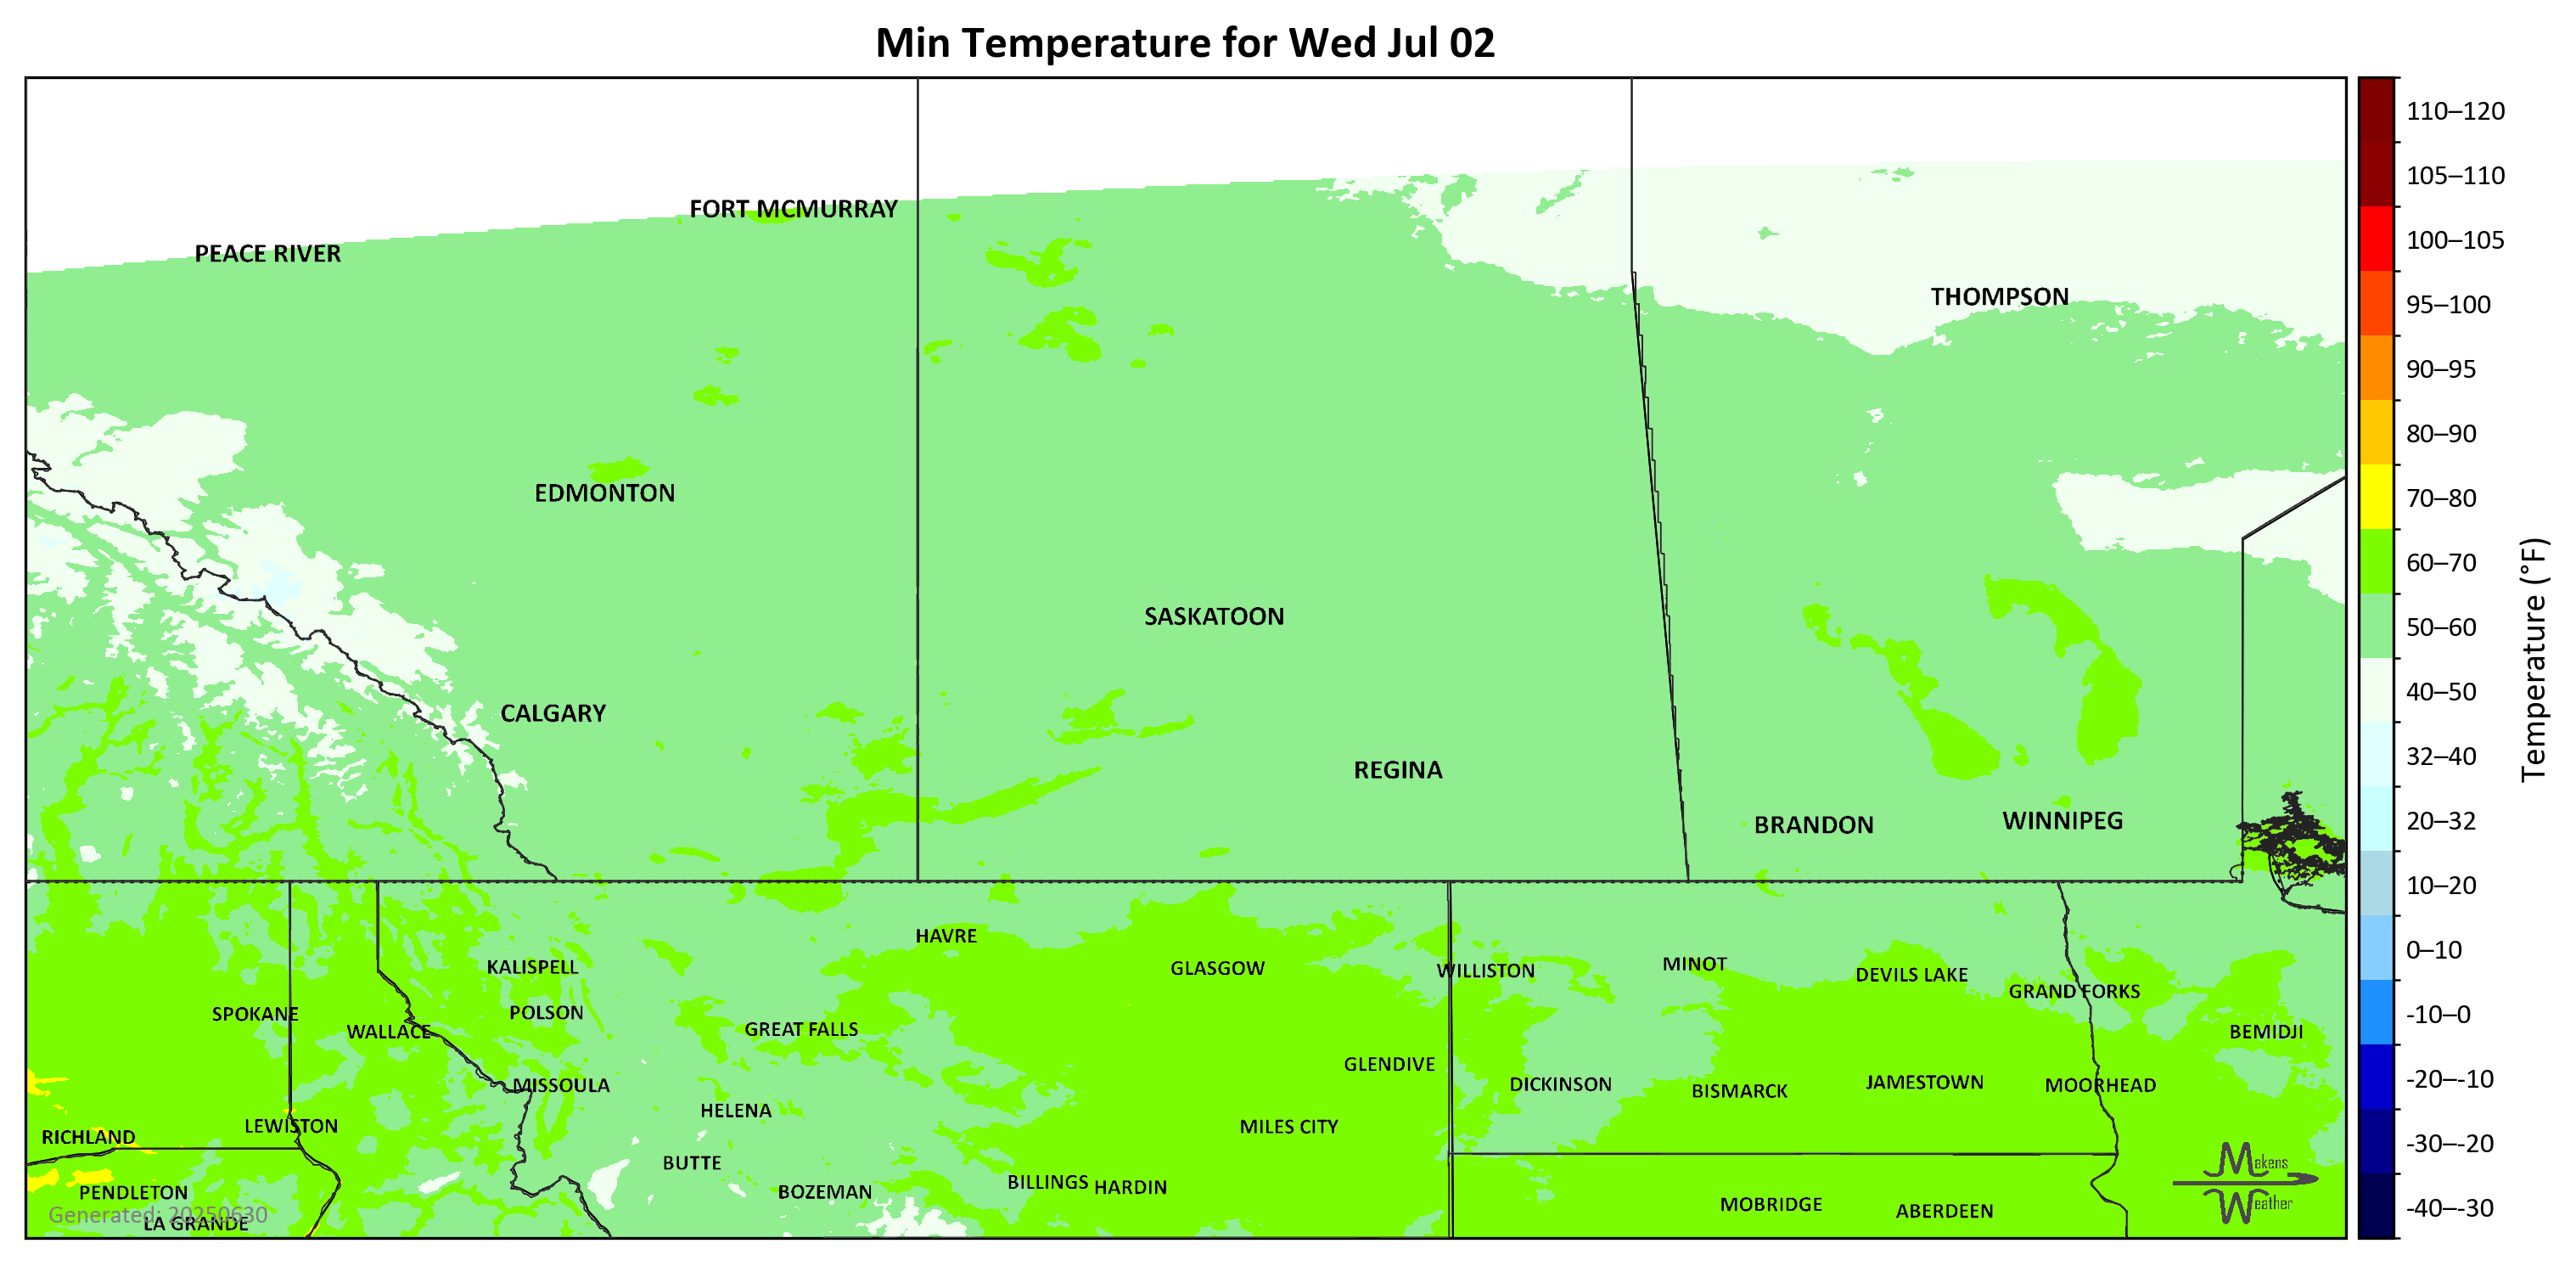 Min Temperature for Wed Jul 02
FORT MCMURRAY
PEACE RIVER
THOMPSON
EDMONTON
SASKATOON
CALGARY
REGINA
BRANDON
WINNIPEG
HAVRE
KALISPELL
GLASGOW
WILLISTON
MINOT
DEVILS LAKE
GRAND FORKS
SPOKANE
POLSON
WALLACE
GREAT FALLS
BEMIDJI
GLENDIVE
MISSOULA
DICKINSON
BISMARCK
JAMESTOWN
MOORHEAD
HELENA
LEWISTON
MILES CITY
RICHLAND
BUTTE
PENDLETON
BOZEMAN
BILLINGS
HARDIN
MOBRIDGE
ABERDEEN
Generated: 20250630
LA GRANDE
Makens
Weather
110–120
105–110
100–105
95–100
90–95
80–90
70–80
60–70
50–60
40–50
32–40
20–32
10–20
0–10
-10–0
-20–-10
-30–-20
-40–-30
Temperature (°F)